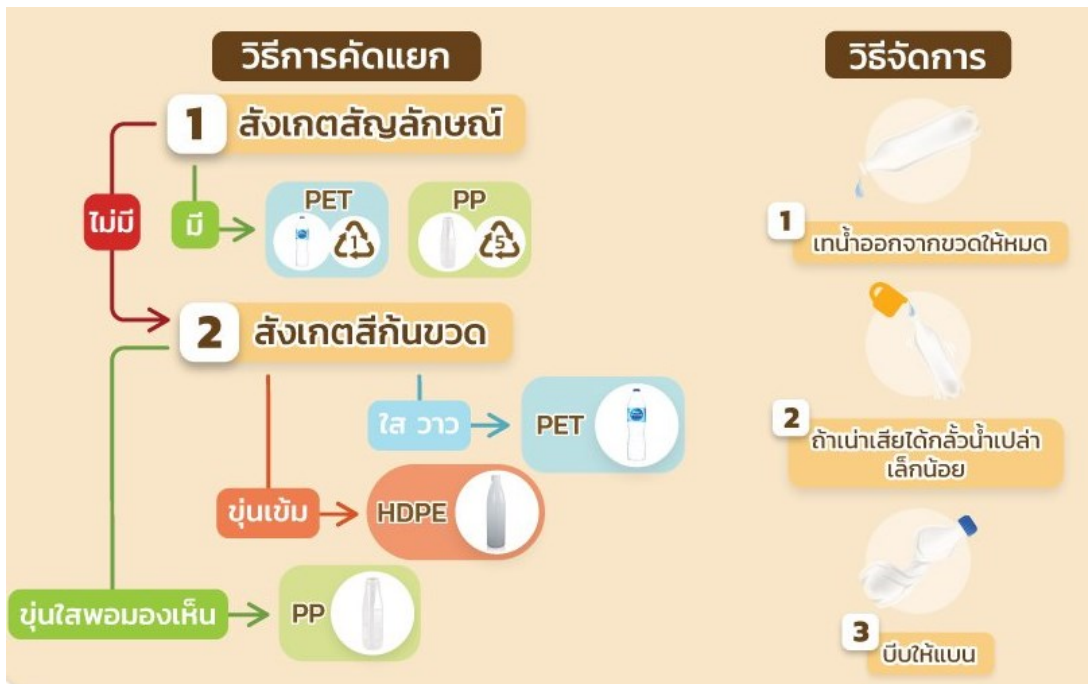 วิธีการคัดแยก
1 สังเกตสัญลักษณ์
ไม่มี
มี
PET
1
PP
5
2 สังเกตสีก้นขวด
ใส วาว
PET
ขุ่นเข้ม
HDPE
ขุ่นใสพอมองเห็น
PP
วิธีจัดการ
1
เทน้ำออกจากขวดให้หมด
2
ถ้าเน่าเสียได้กลั้วน้ำเปล่า
เล็กน้อย
3
บีบให้แบน